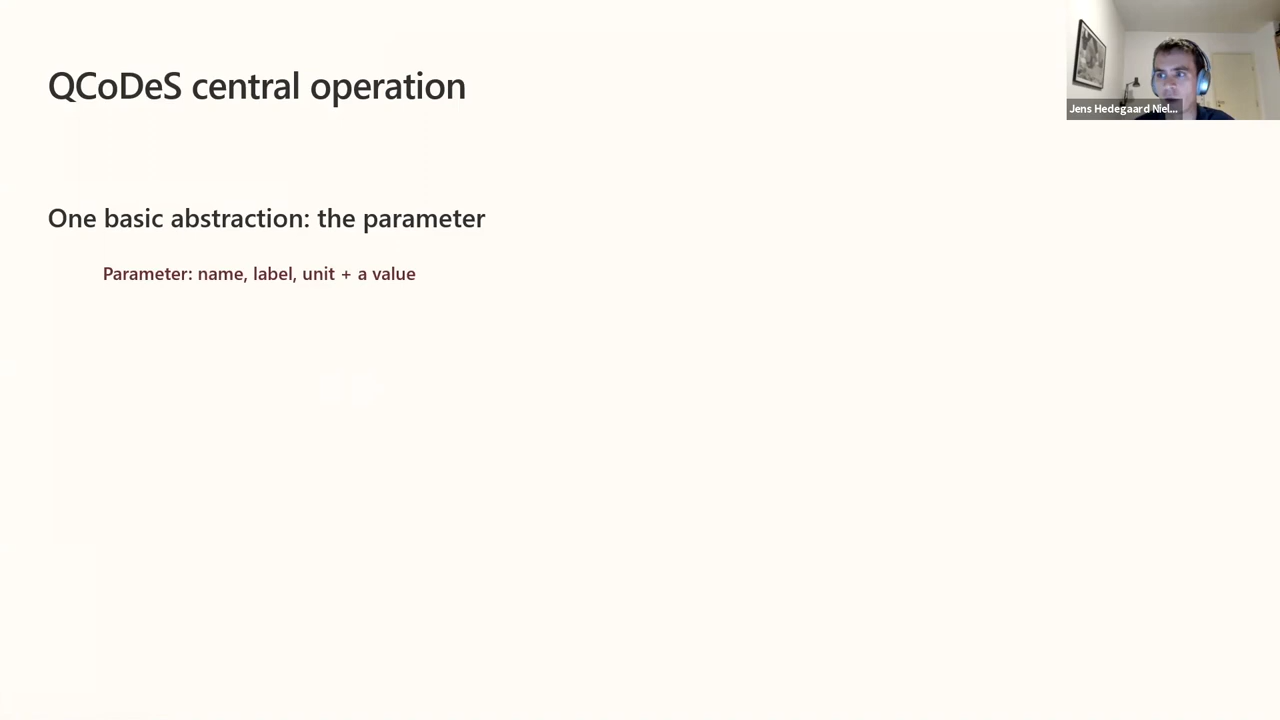 QCoDeS central operation
Jens Hedegaard Niel...
One basic abstraction: the parameter
Parameter: name, label, unit + a value